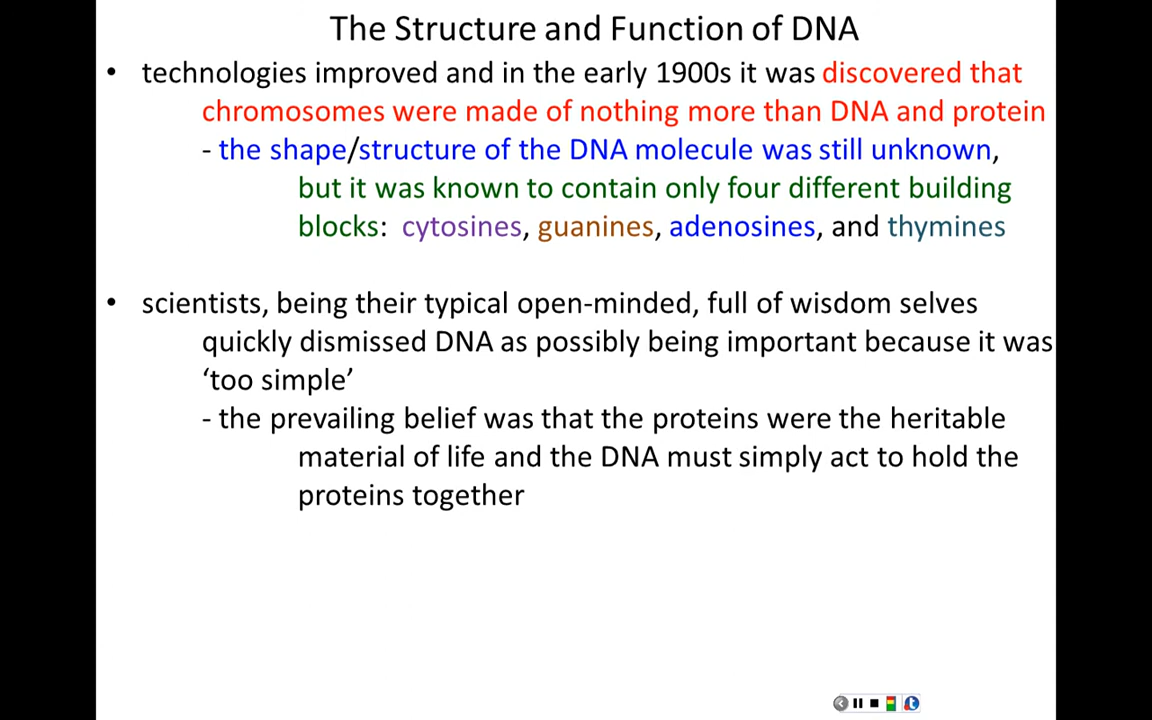 The Structure and Function of DNA
• technologies improved and in the early 1900s it was discovered that
chromosomes were made of nothing more than DNA and protein
- the shape/structure of the DNA molecule was still unknown,
but it was known to contain only four different building
blocks: cytosines, guanines, adenosines, and thymines
• scientists, being their typical open-minded, full of wisdom selves
quickly dismissed DNA as possibly being important because it was
‘too simple’
- the prevailing belief was that the proteins were the heritable
material of life and the DNA must simply act to hold the
proteins together